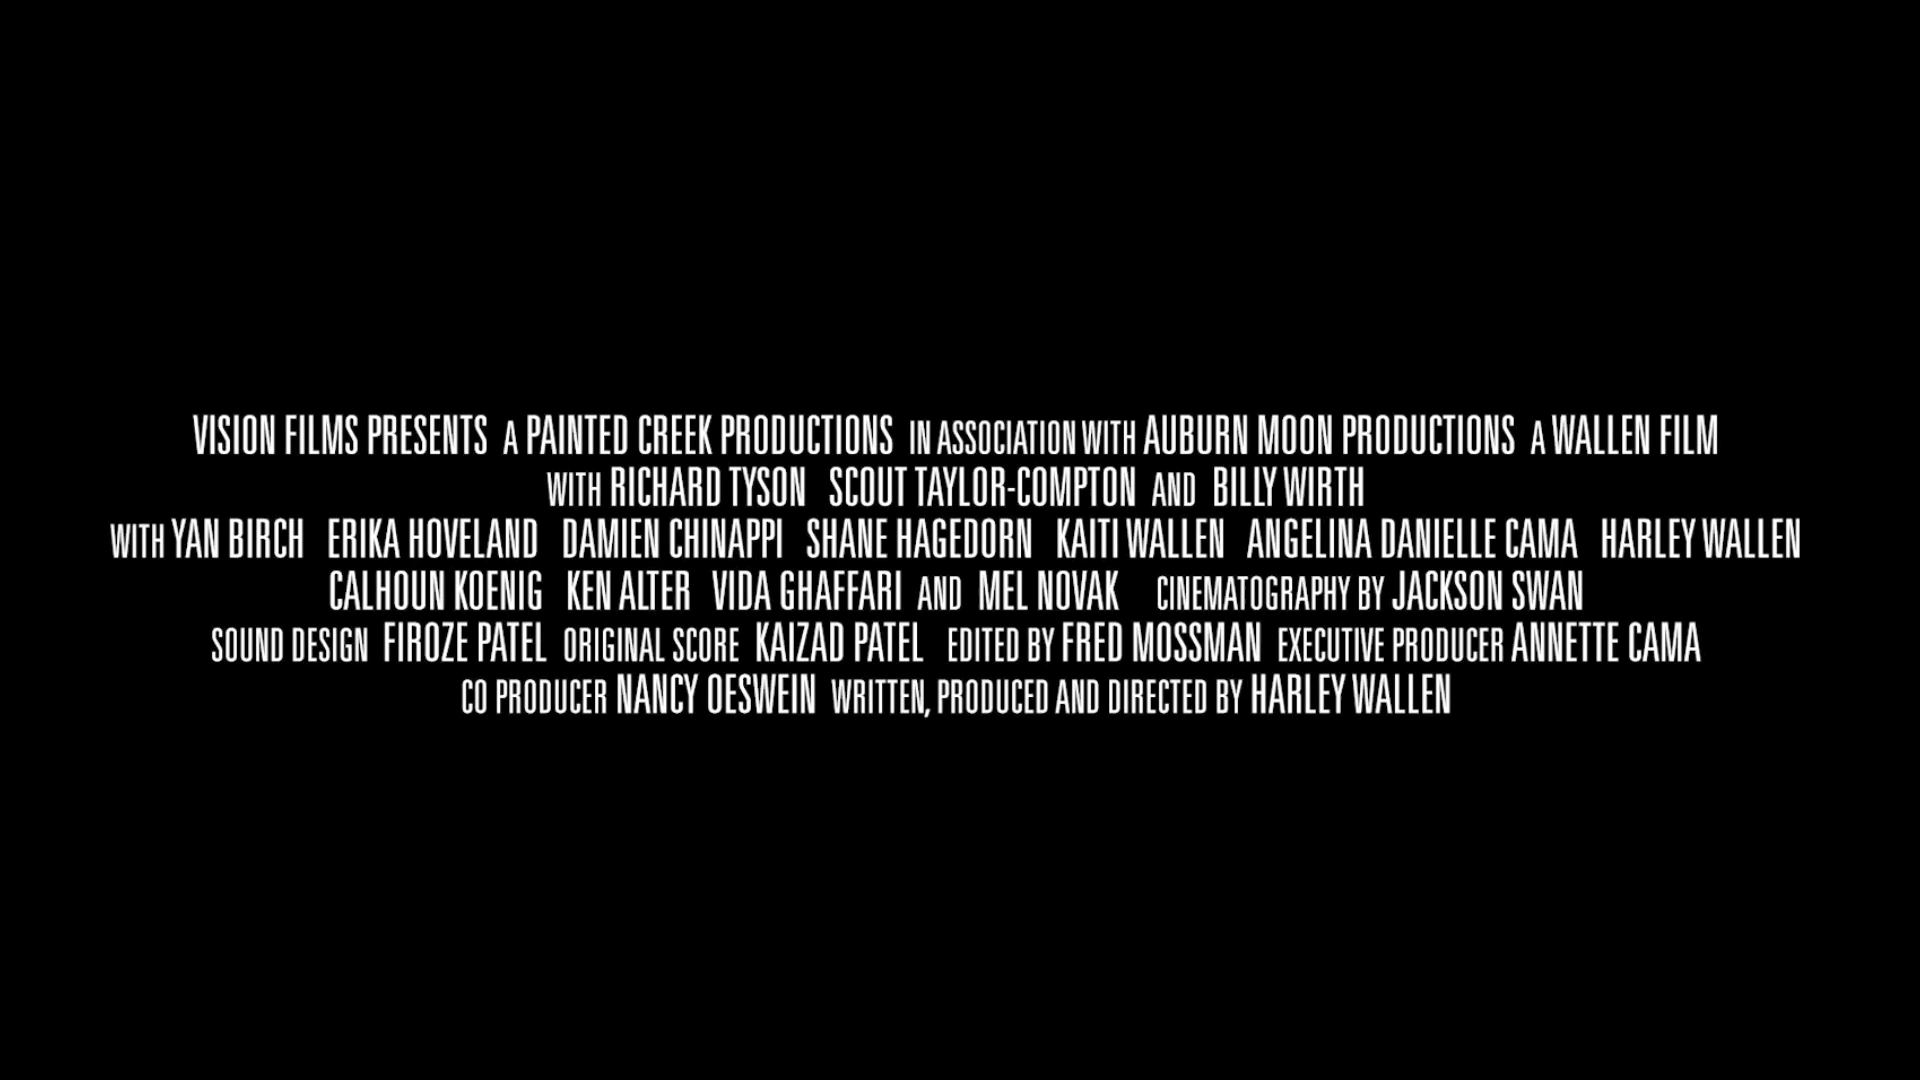 VISION FILMS PRESENTS A PAINTED CREEK PRODUCTIONS IN ASSOCIATION WITH AUBURN MOON PRODUCTIONS A WALLEN FILM
WITH RICHARD TYSON SCOUT TAYLOR-COMPTON AND BILLY WIRTH
WITH YAN BIRCH ERIKA HOVELAND DAMIEN CHINAPPI SHANE HAGEDORN KAITI WALLEN ANGELINA DANIELLE CAMA HARLEY WALLEN
CALHOUN KOENIG KEN ALTER VIDA GHAFFARI AND MEL NOVAK CINEMATOGRAPHY BY JACKSON SWAN
SOUND DESIGN FIROZE PATEL ORIGINAL SCORE KAIZAD PATEL EDITED BY FRED MOSSMAN EXECUTIVE PRODUCER ANNETTE CAMA
CO PRODUCER NANCY OESWEIN WRITTEN, PRODUCED AND DIRECTED BY HARLEY WALLEN